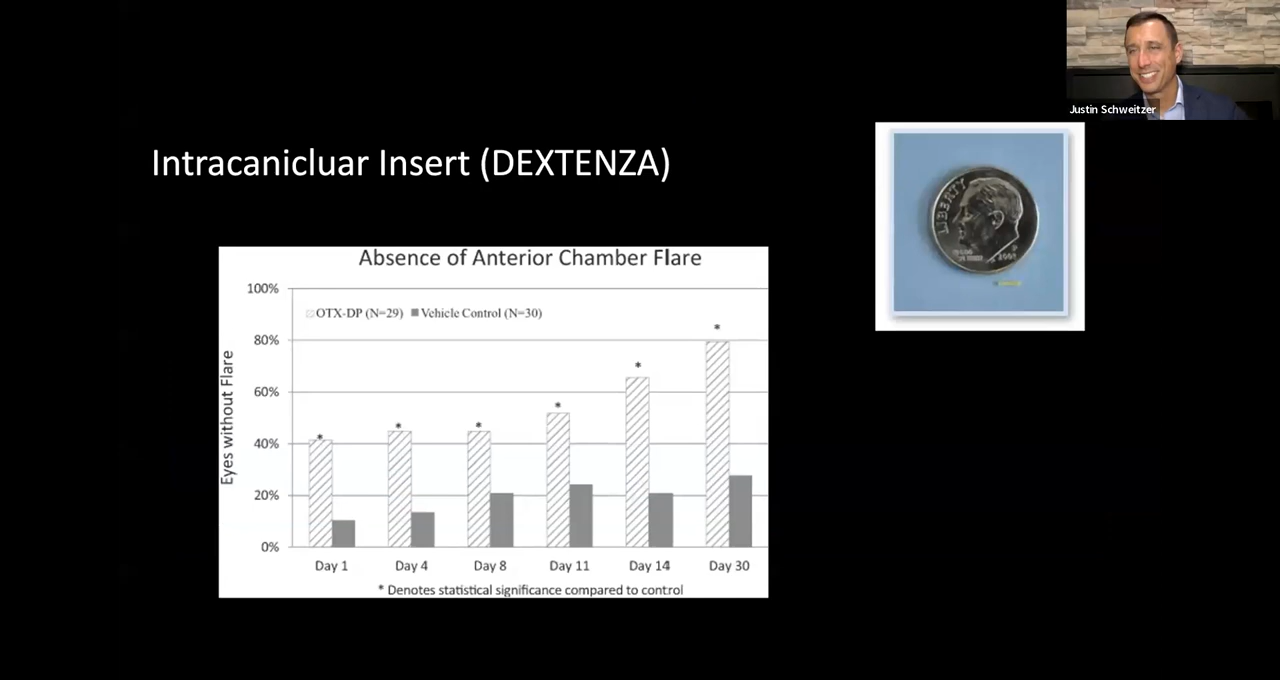 Justin Schweitzer
Intracanicluar Insert (DEXTENZA)
LIBERTY
Absence of Anterior Chamber Flare
100%
80%
60%
40%
20%
0%
Eyes without Flare
OTX-DP (N=29) Vehicle Control (N=30)
* * * * * *
Day 1 Day 4 Day 8 Day 11 Day 14 Day 30
* Denotes statistical significance compared to control